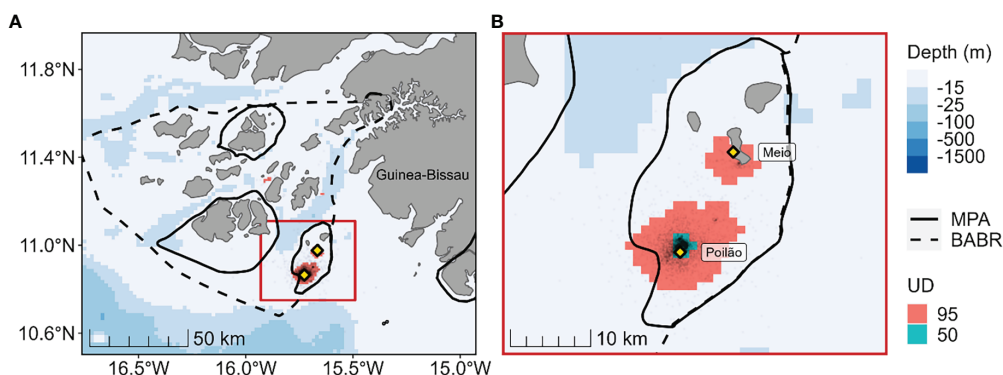 A
B
11.8°N
11.4°N
11.0°N
10.6°N
16.5°W
16.0°W
15.5°W
15.0°W
Guinea-Bissau
50 km
Meio
Poilão
10 km
Depth (m)
-15
-25
-100
-500
-1500
MPA
BABR
UD
95
50